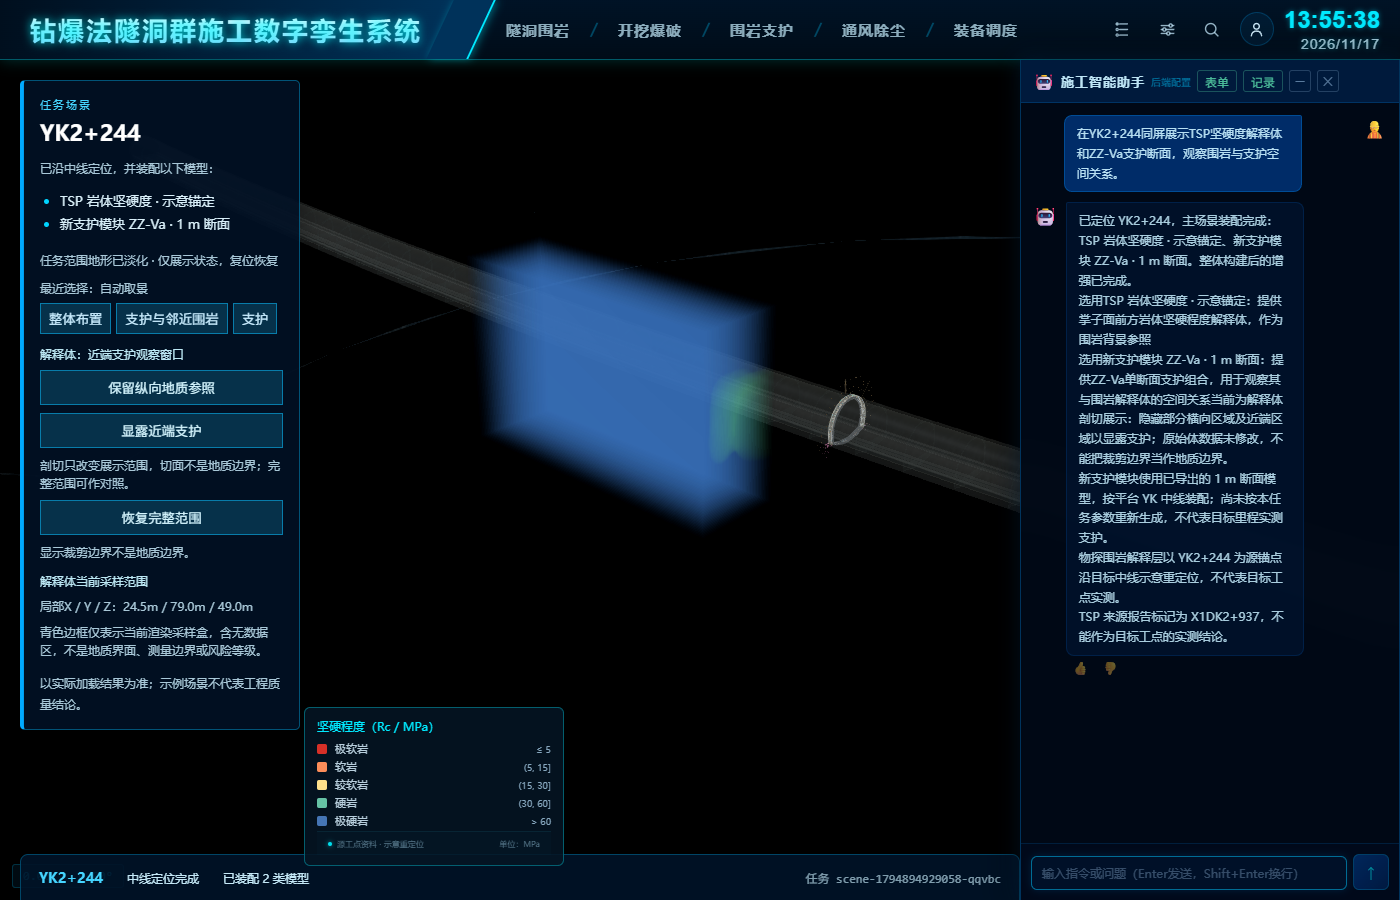 钻爆法隧洞群施工数字孪生系统
隧洞围岩 / 开挖爆破 / 围岩支护 / 通风除尘 / 装备调度
13:55:38
2026/11/17
任务场景
YK2+244
已沿中线定位，并装配以下模型：
TSP 岩体坚硬度 · 示意锚定
新支护模块 ZZ-Va · 1 m 断面
任务范围地形已淡化 · 仅展示状态，复位恢复
最近选择：自动取景
整体布置 支护与邻近围岩 支护
解释体：近端支护观察窗口
保留纵向地质参照
显露近端支护
剖切只改变展示范围，切面不是地质边界；完
整范围可作对照。
恢复完整范围
显示裁剪边界不是地质边界。
解释体当前采样范围
局部X / Y / Z：24.5m / 79.0m / 49.0m
青色边框仅表示当前渲染采样盒，含无数据
区，不是地质界面、测量边界或风险等级。
以实际加载结果为准；示例场景不代表工程质
量结论。
坚硬程度（Rc / MPa）
极软岩 ≤ 5
软岩 (5, 15]
较软岩 (15, 30]
硬岩 (30, 60]
极硬岩 > 60
源工点资料 · 示意重定位 单位：MPa
YK2+244 中线定位完成 已装配 2 类模型 任务 scene-1794894929058-qqvbc
施工智能助手 后端配置 表单 记录
在YK2+244同屏展示TSP坚硬度解释体
和ZZ-Va支护断面，观察围岩与支护空
间关系。
已定位 YK2+244，主场景装配完成：
TSP 岩体坚硬度 · 示意锚定、新支护模
块 ZZ-Va · 1 m 断面。整体构建后的增
强已完成。
选用TSP 岩体坚硬度 · 示意锚定：提供
掌子面前方岩体坚硬程度解释体，作为
围岩背景参照
选用新支护模块 ZZ-Va · 1 m 断面：提
供ZZ-Va单断面支护组合，用于观察其
与围岩解释体的空间关系当前为解释体
剖切展示：隐藏部分横向区域及近端区
域以显露支护；原始体数据未修改，不
能把裁剪边界当作地质边界。
新支护模块使用已导出的 1 m 断面模
型，按平台 YK 中线装配；尚未按本任
务参数重新生成，不代表目标里程实测
支护。
物探围岩解释层以 YK2+244 为源锚点
沿目标中线示意重定位，不代表目标工
点实测。
TSP 来源报告标记为 X1DK2+937，不
能作为目标工点的实测结论。
输入指令或问题（Enter发送，Shift+Enter换行）